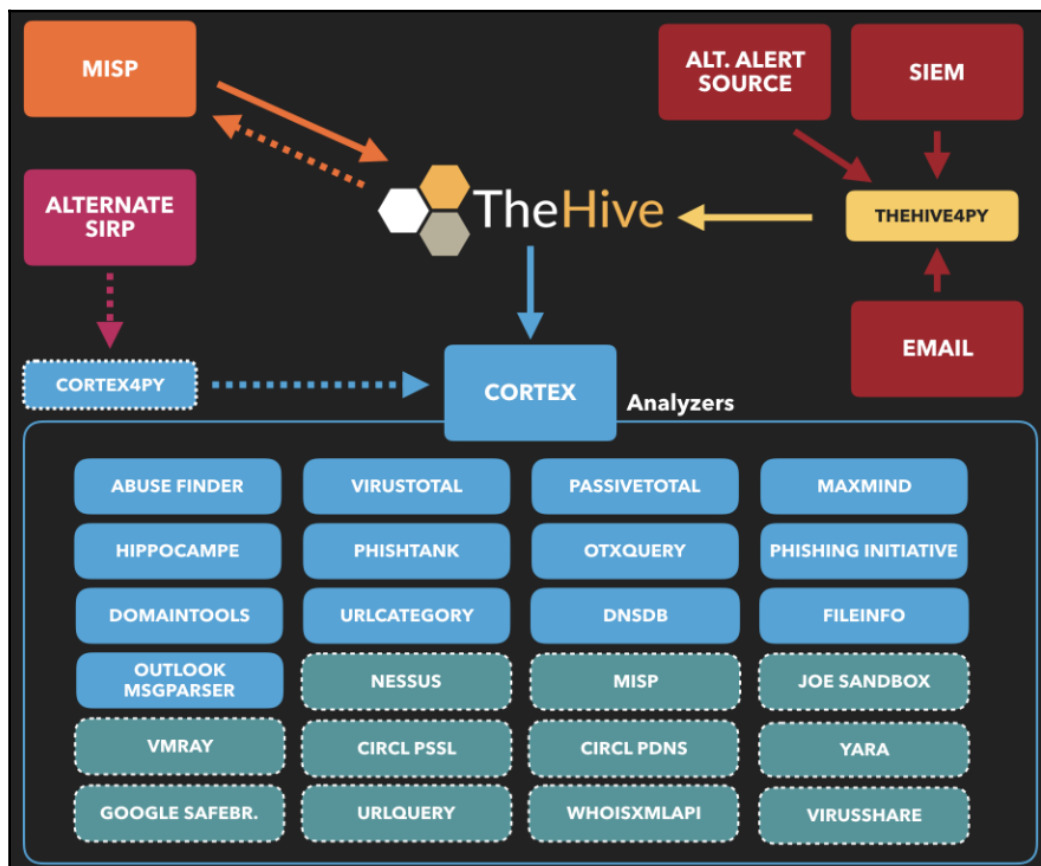 MISP
ALT. ALERT
SOURCE
SIEM
ALTERNATE
SIRP
TheHive
THEHIVE4PY
EMAIL
CORTEX4PY
CORTEX
Analyzers
ABUSE FINDER
VIRUSTOTAL
PASSIVETOTAL
MAXMIND
HIPPOCAMPE
PHISHTANK
OTXQUERY
PHISHING INITIATIVE
DOMAINTOOLS
URLCATEGORY
DNSDB
FILEINFO
OUTLOOK
MSGPARSER
NESSUS
MISP
JOE SANDBOX
VMRAY
CIRCL PSSL
CIRCL PDNS
YARA
GOOGLE SAFEBR.
URLQUERY
WHOISXMLAPI
VIRUSSHARE